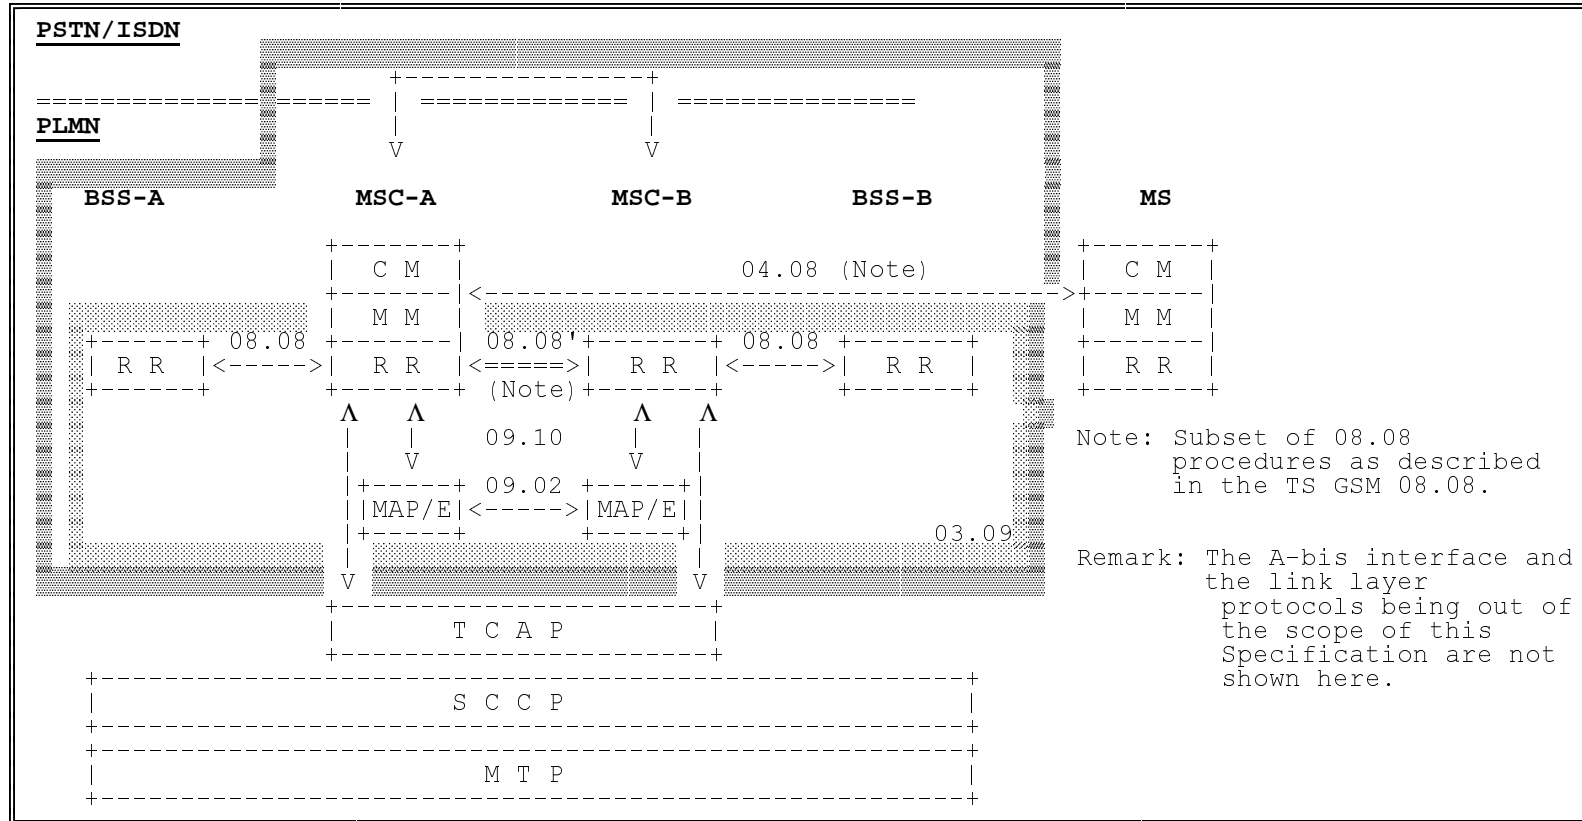 PSTN/ISDN
PLMN
BSS-A MSC-A MSC-B BSS-B MS
C M 04.08 (Note) C M
M M M M
08.08 08.08' 08.08
R R R R R R R R R R
(Note)
09.10
V V
09.02
MAP/E MAP/E
03.09
V V
T C A P
S C C P
M T P
Note: Subset of 08.08
procedures as described
in the TS GSM 08.08.
Remark: The A-bis interface and
the link layer
protocols being out of
the scope of this
Specification are not
shown here.